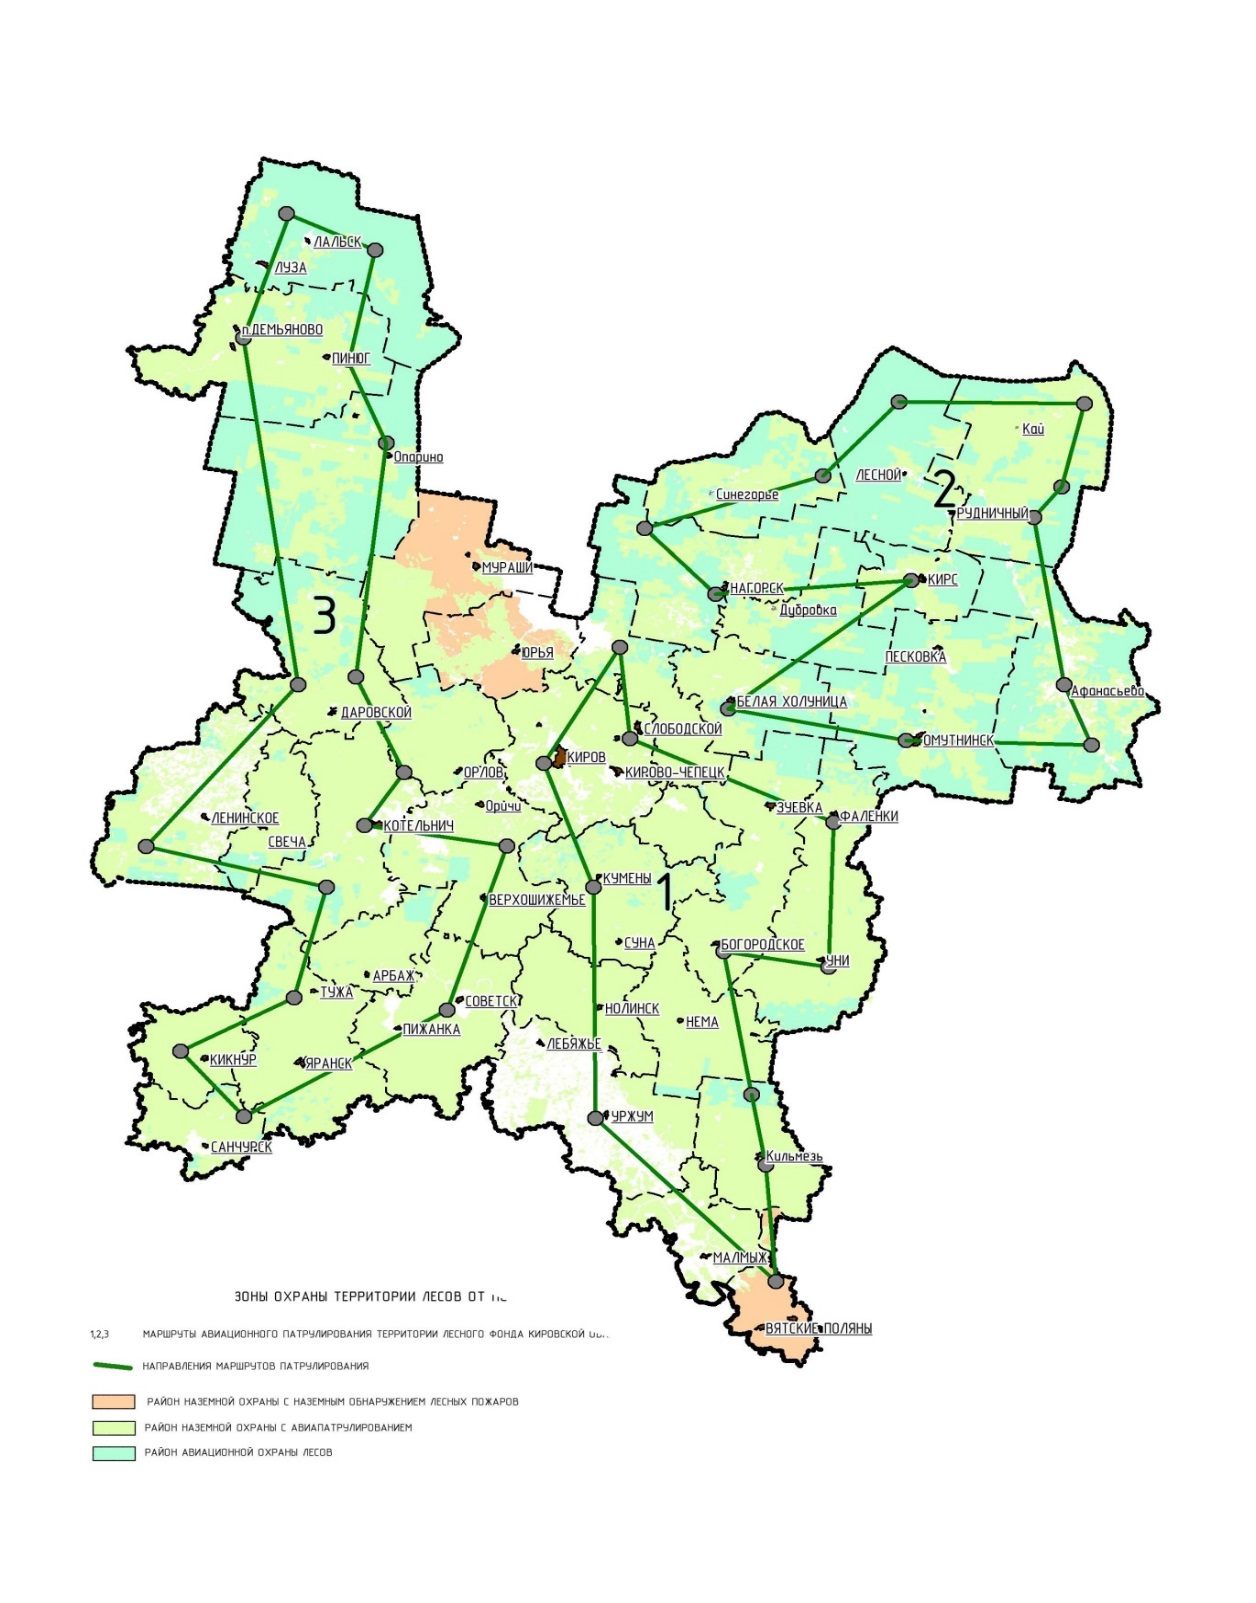 ЛАЛЬСК
ЛУЗА
п.ДЕМЬЯНОВО
ПИНЮГ
Опарино
Кай
ЛЕСНОЙ
2
Синегорье
РУДНИЧНЫЙ
МУРАШИ
КИРС
НАГОРСК
Дубровка
3
ЮРЬЯ
ПЕСКОВКА
Афанасьево
БЕЛАЯ ХОЛУНИЦА
ДАРОВСКОЙ
СЛОБОДСКОЙ
ОМУТНИНСК
КИРОВ
ОРЛОВ
КИРОВО-ЧЕПЕЦК
Оричи
ЗУЕВКА
ФАЛЕНКИ
ЛЕНИНСКОЕ
КОТЕЛЬНИЧ
СВЕЧА
КУМЕНЫ
1
ВЕРХОШИЖЕМЬЕ
СУНА
БОГОРОДСКОЕ
УНИ
АРБАЖ
ТУЖА
СОВЕТСК
НОЛИНСК
НЕМА
ПИЖАНКА
ЛЕБЯЖЬЕ
КИКНУР
ЯРАНСК
УРЖУМ
САНЧУРСК
Кильмезь
МАЛМЫЖ
ВЯТСКИЕ ПОЛЯНЫ
ЗОНЫ ОХРАНЫ ТЕРРИТОРИИ ЛЕСОВ ОТ
1,2,3 МАРШРУТЫ АВИАЦИОННОГО ПАТРУЛИРОВАНИЯ ТЕРРИТОРИИ ЛЕСНОГО ФОНДА КИРОВСКОЙ
НАПРАВЛЕНИЯ МАРШРУТОВ ПАТРУЛИРОВАНИЯ
РАЙОН НАЗЕМНОЙ ОХРАНЫ С НАЗЕМНЫМ ОБНАРУЖЕНИЕМ ЛЕСНЫХ ПОЖАРОВ
РАЙОН НАЗЕМНОЙ ОХРАНЫ С АВИАПАТРУЛИРОВАНИЕМ
РАЙОН АВИАЦИОННОЙ ОХРАНЫ ЛЕСОВ